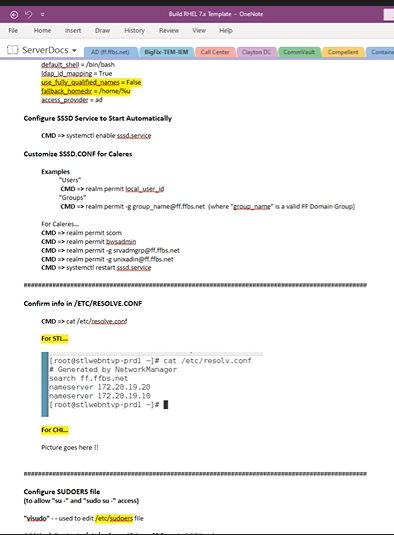 Build RHEL 7.x Template - OneNote
File Home Insert Draw History Review View Help
ServerDocs AD (ff.ffbs.net) BigFix-TEM-IEM Call Center Clayton DC CommVault Compellent
default_shell = /bin/bash
ldap_id_mapping = True
use_fully_qualified_names = False
fallback_homedir = /home/%u
access_provider = ad
Configure SSSD Service to Start Automatically
CMD => systemctl enable sssd.service
Customize SSSD.CONF for Caleres
Examples
"Users"
CMD => realm permit local_user_id
"Groups"
CMD => realm permit -g group_name@ff.ffbs.net (where "group_name" is a valid FF Domain Group)
For Caleres...
CMD => realm permit scom
CMD => realm permit bwsadmin
CMD => realm permit -g srvadmgrp@ff.ffbs.net
CMD => realm permit -g unixadin@ff.ffbs.net
CMD => systemctl restart sssd.service
Confirm info in /ETC/RESOLVE.CONF
CMD => cat /etc/resolve.conf
For STL...
[root@stlwebntvp-prd1 ~]# cat /etc/resolv.conf
# Generated by NetworkManager
search ff.ffbs.net
nameserver 172.20.19.20
nameserver 172.20.19.10
[root@stlwebntvp-prd1 ~]#
For CHI...
Picture goes here !!
Configure SUDOERS file
(to allow "su -" and "sudo su -" access)
"visudo" - - used to edit /etc/sudoers file